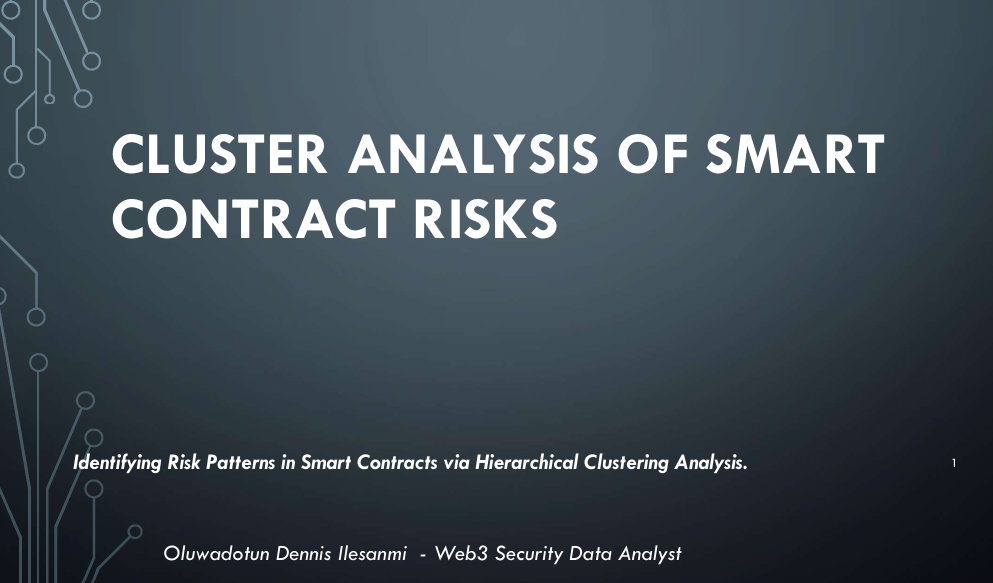 CLUSTER ANALYSIS OF SMART
CONTRACT RISKS
Identifying Risk Patterns in Smart Contracts via Hierarchical Clustering Analysis.
1
Oluwadotun Dennis Ilesanmi - Web3 Security Data Analyst